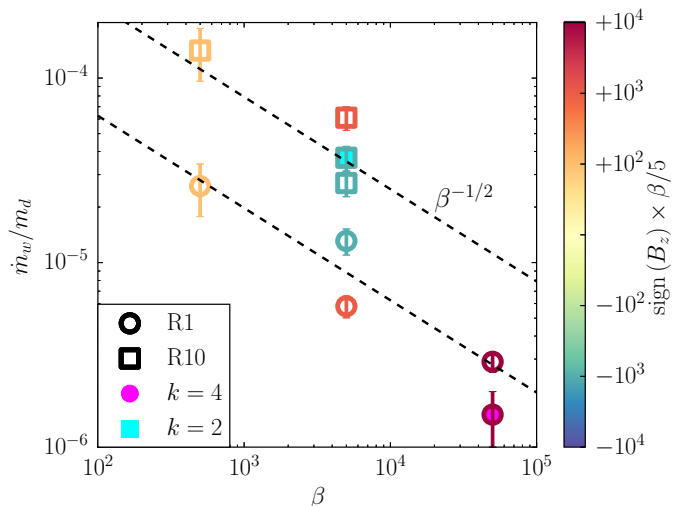 10⁻⁴
10⁻⁵
10⁻⁶
ṁ_w/m_d
β^{−1/2}
R1
R10
k = 4
k = 2
10² 10³ 10⁴ 10⁵
β
+10⁴
+10³
+10²
−10²
−10³
−10⁴
sign (B_z) × β/5